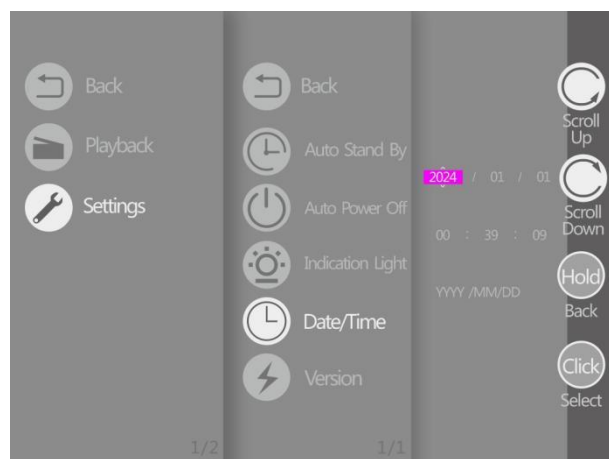 Back
Playback
Settings
1/2
Back
Auto Stand By
Auto Power Off
Indication Light
Date/Time
Version
1/1
2024 / 01 / 01
00 : 39 : 09
YYYY /MM/DD
Scroll
Up
Scroll
Down
Hold
Back
Click
Select